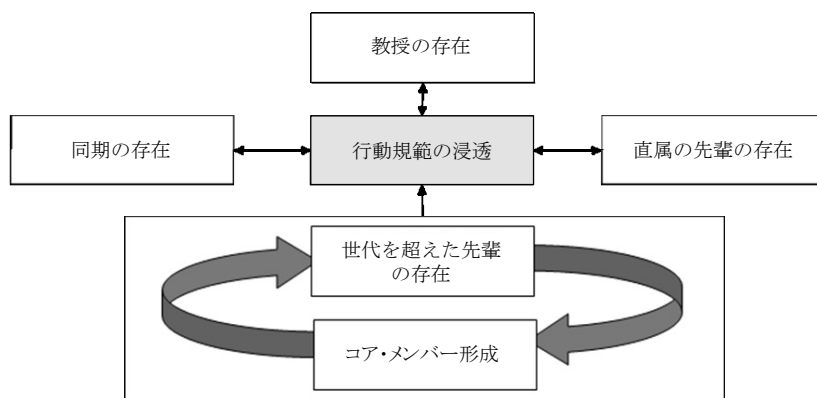 教授の存在
同期の存在
行動規範の浸透
直属の先輩の存在
世代を超えた先輩
の存在
コア・メンバー形成